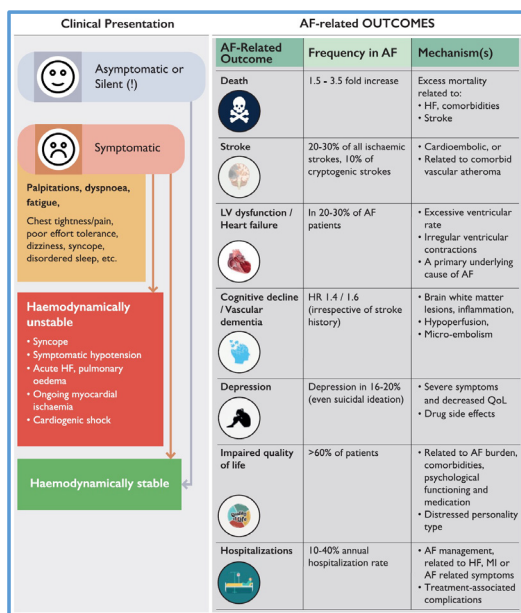 Clinical Presentation
Asymptomatic or
Silent (!)
Symptomatic
Palpitations, dyspnoea,
fatigue,
Chest tightness/pain,
poor effort tolerance,
dizziness, syncope,
disordered sleep, etc.
Haemodynamically
unstable
• Syncope
• Symptomatic hypotension
• Acute HF, pulmonary
oedema
• Ongoing myocardial
ischaemia
• Cardiogenic shock
Haemodynamically stable
AF-related OUTCOMES
AF-Related
Outcome
Frequency in AF
Mechanism(s)
Death
1.5 - 3.5 fold increase
Excess mortality
related to:
• HF, comorbidities
• Stroke
Stroke
20-30% of all ischaemic
strokes, 10% of
cryptogenic strokes
• Cardioembolic, or
• Related to comorbid
vascular atheroma
LV dysfunction /
Heart failure
In 20-30% of AF
patients
• Excessive ventricular
rate
• Irregular ventricular
contractions
• A primary underlying
cause of AF
Cognitive decline
/ Vascular
dementia
HR 1.4 / 1.6
(irrespective of stroke
history)
• Brain white matter
lesions, inflammation,
• Hypoperfusion,
• Micro-embolism
Depression
Depression in 16-20%
(even suicidal ideation)
• Severe symptoms
and decreased QoL
• Drug side effects
Impaired quality
of life
>60% of patients
• Related to AF burden,
comorbidities,
psychological
functioning and
medication
• Distressed personality
type
Hospitalizations
10-40% annual
hospitalization rate
• AF management,
related to HF, MI or
AF related symptoms
• Treatment-associated
complications